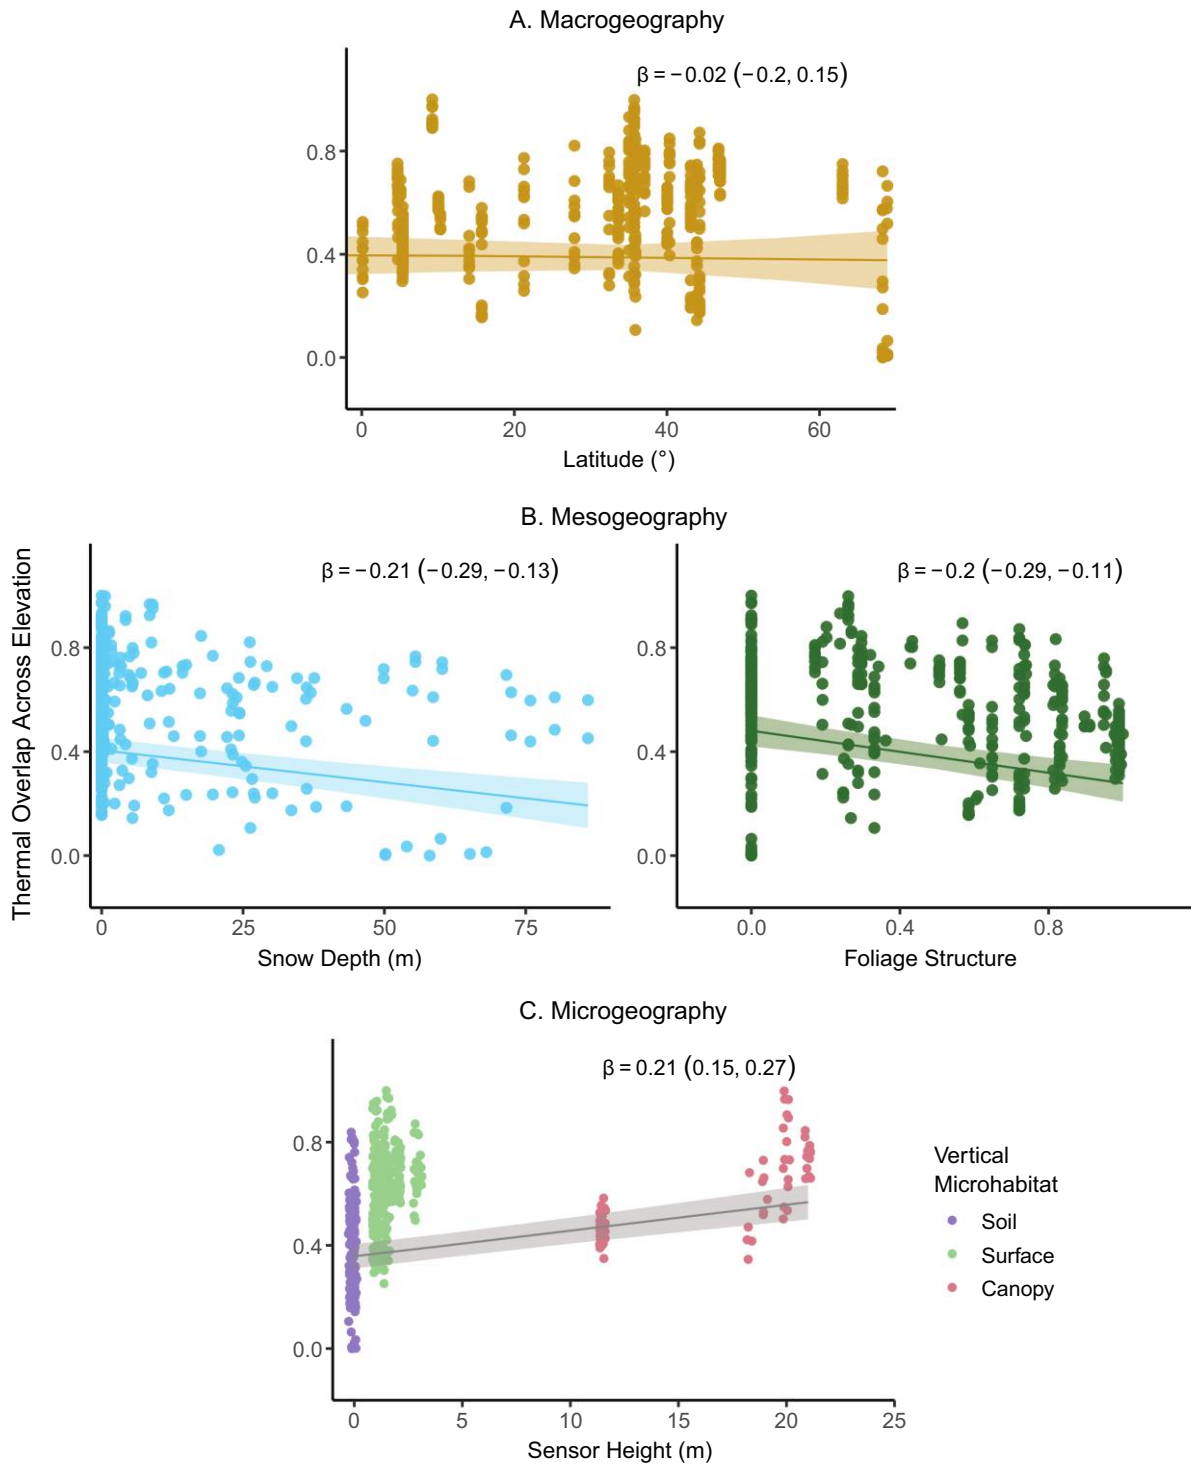 A. Macrogeography
β = −0.02 (−0.2, 0.15)
0.8
0.4
0.0
0 20 40 60
Latitude (°)
B. Mesogeography
Thermal Overlap Across Elevation
β = −0.21 (−0.29, −0.13)
0.8
0.4
0.0
0 25 50 75
Snow Depth (m)
β = −0.2 (−0.29, −0.11)
0.8
0.4
0.0
0.0 0.4 0.8
Foliage Structure
C. Microgeography
β = 0.21 (0.15, 0.27)
0.8
0.4
0.0
0 5 10 15 20 25
Sensor Height (m)
Vertical
Microhabitat
Soil
Surface
Canopy